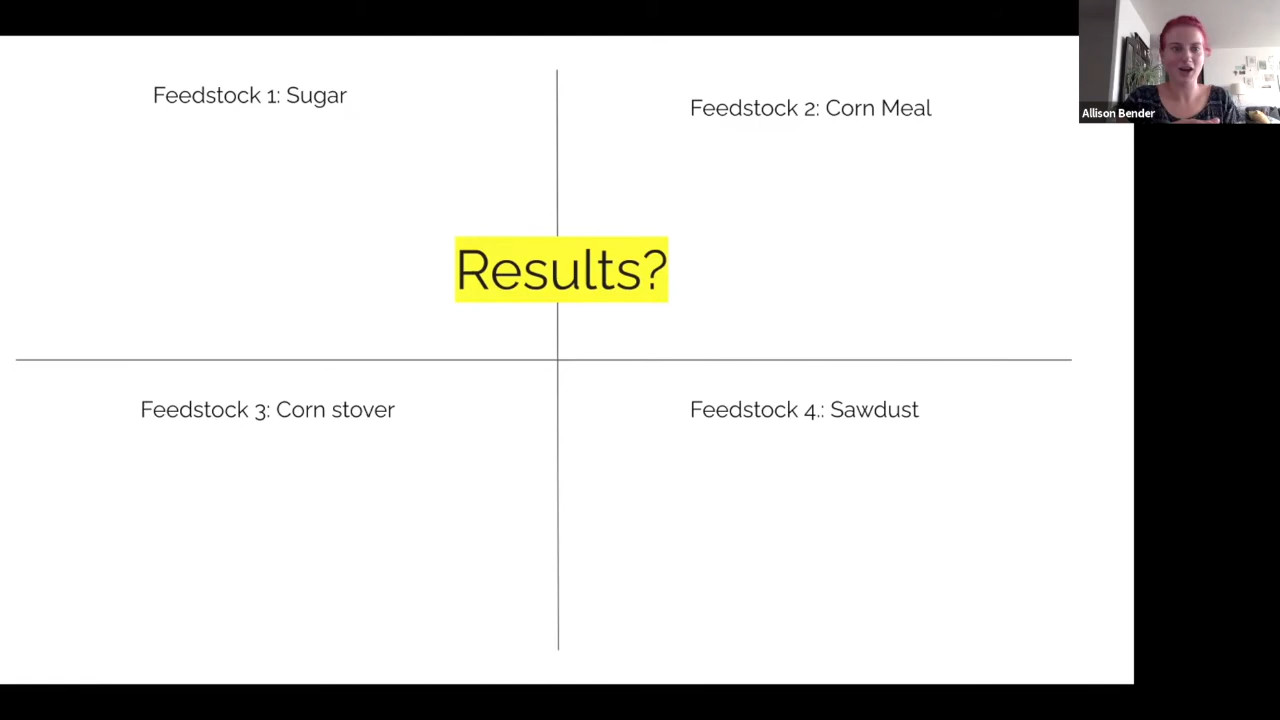 Feedstock 1: Sugar
Feedstock 2: Corn Meal
Allison Bender
Results?
Feedstock 3: Corn stover
Feedstock 4.: Sawdust